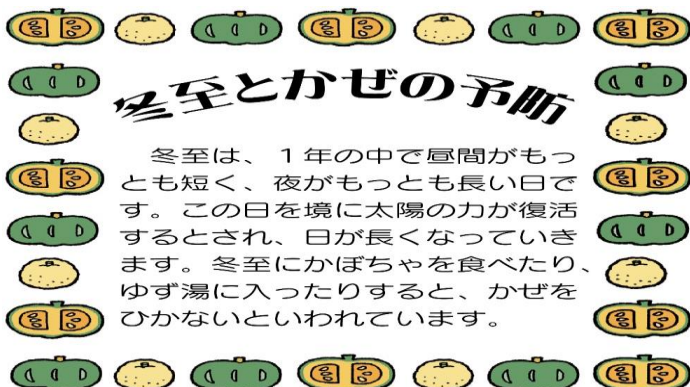 冬至とかぜの予防
　冬至は、１年の中で昼間がもっ
とも短く、夜がもっとも長い日で
す。この日を境に太陽の力が復活
するとされ、日が長くなっていき
ます。冬至にかぼちゃを食べたり、
ゆず湯に入ったりすると、かぜを
ひかないといわれています。